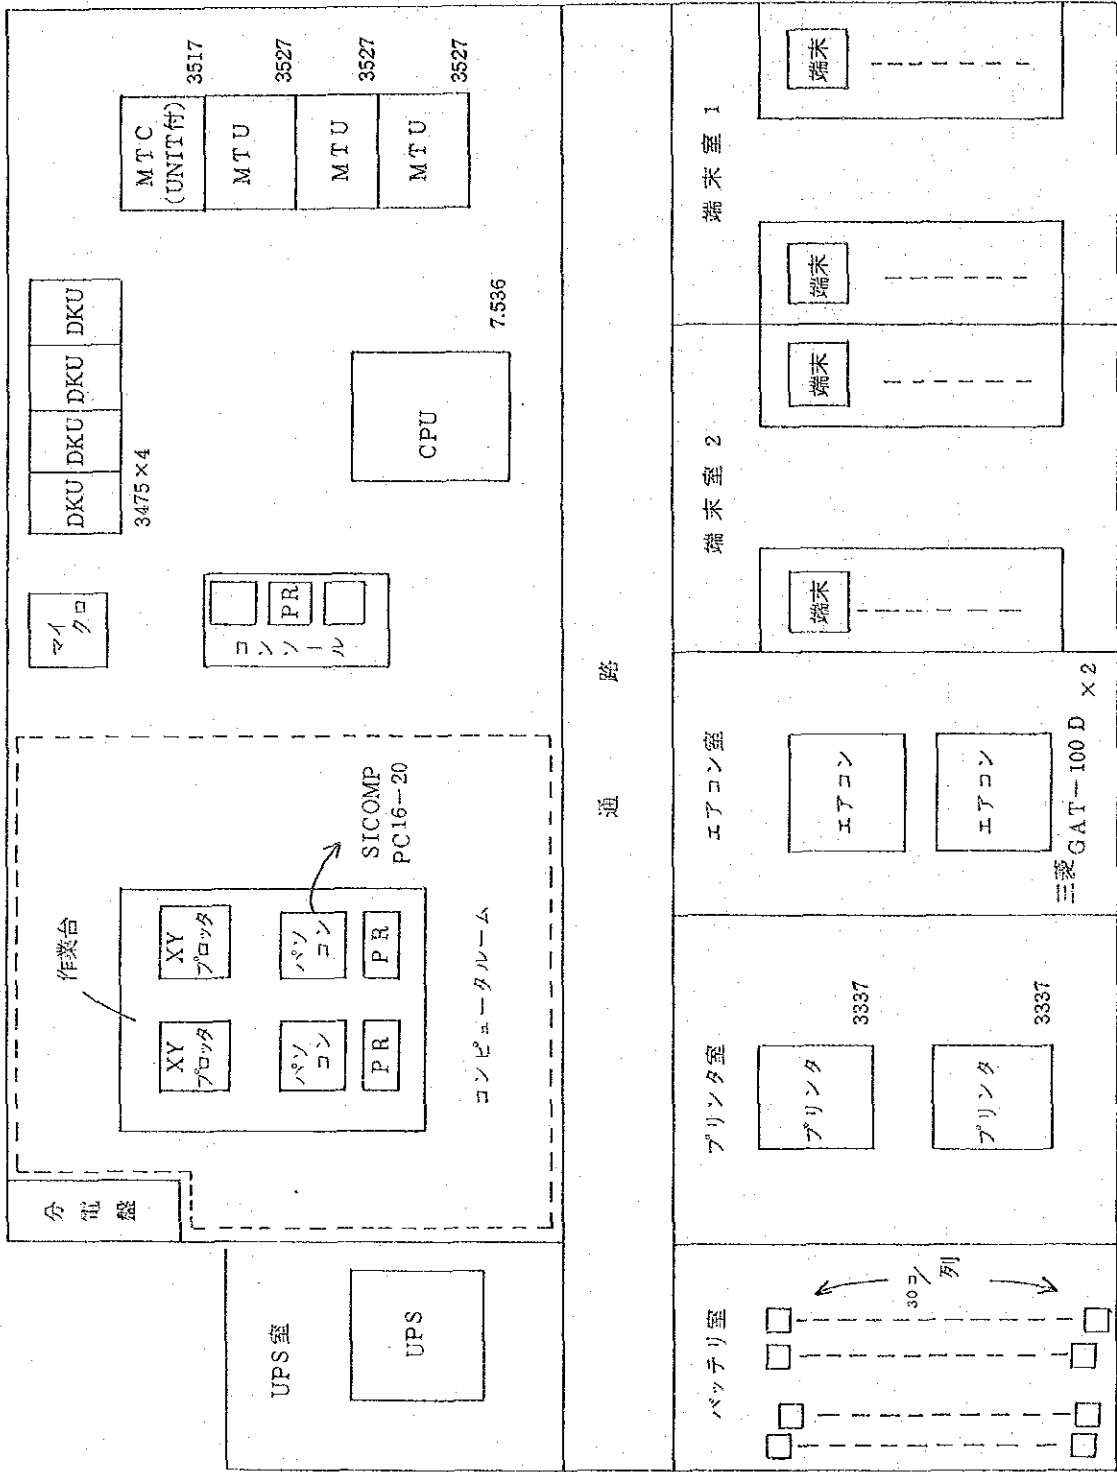 UPS室
UPS
分電盤
作業台
XY
プロッタ
XY
プロッタ
パソ
コン
パソ
コン
PR
PR
SICOMP
PC16-20
コンピュータルーム
マイ
クロ
PR
コンソール
DKU
DKU
DKU
DKU
3475×4
CPU
7.536
MTC
(UNIT付)
3517
MTU
3527
MTU
3527
MTU
3527
通路
バッテリ室
30コ/列
プリンタ室
プリンタ
3337
プリンタ
3337
エアコン室
エアコン
エアコン
三菱
GAT-100D ×2
端末室 2
端末
端末
端末室 1
端末
端末